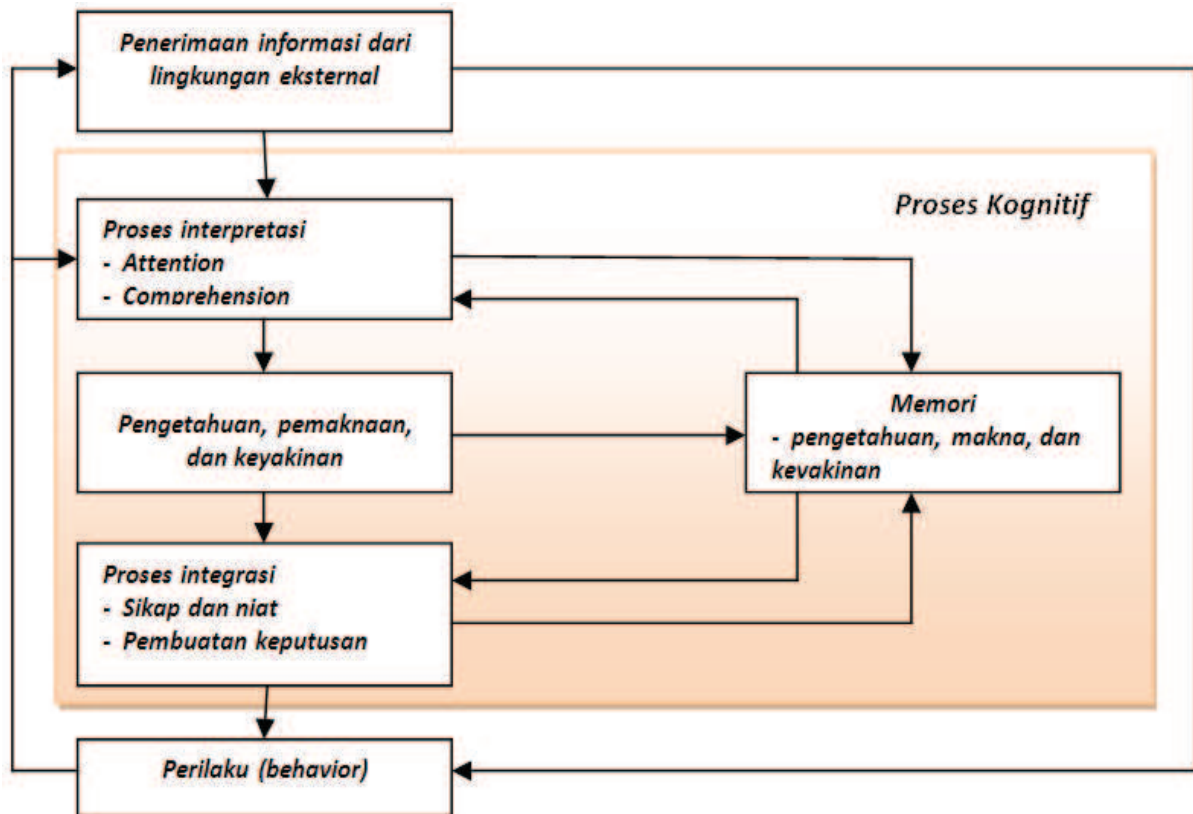 Penerimaan informasi dari
lingkungan eksternal
Proses Kognitif
Proses interpretasi
- Attention
- Comprehension
Pengetahuan, pemaknaan,
dan keyakinan
Memori
- pengetahuan, makna, dan
kevakinan
Proses integrasi
- Sikap dan niat
- Pembuatan keputusan
Perilaku (behavior)